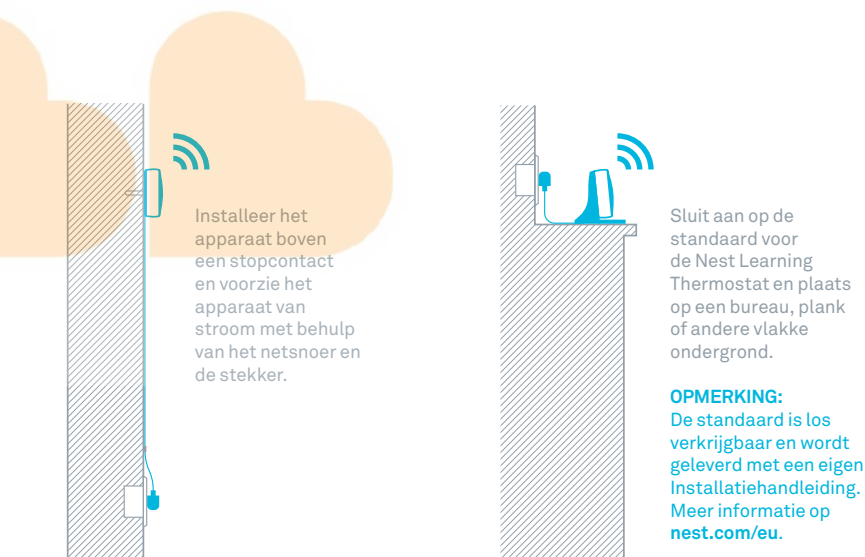 Installeer het
apparaat boven
een stopcontact
en voorzie het
apparaat van
stroom met behulp
van het netsnoer en
de stekker.
Sluit aan op de
standaard voor
de Nest Learning
Thermostat en plaats
op een bureau, plank
of andere vlakke
ondergrond.
OPMERKING:
De standaard is los
verkrijgbaar en wordt
geleverd met een eigen
Installatiehandleiding.
Meer informatie op
nest.com/eu.